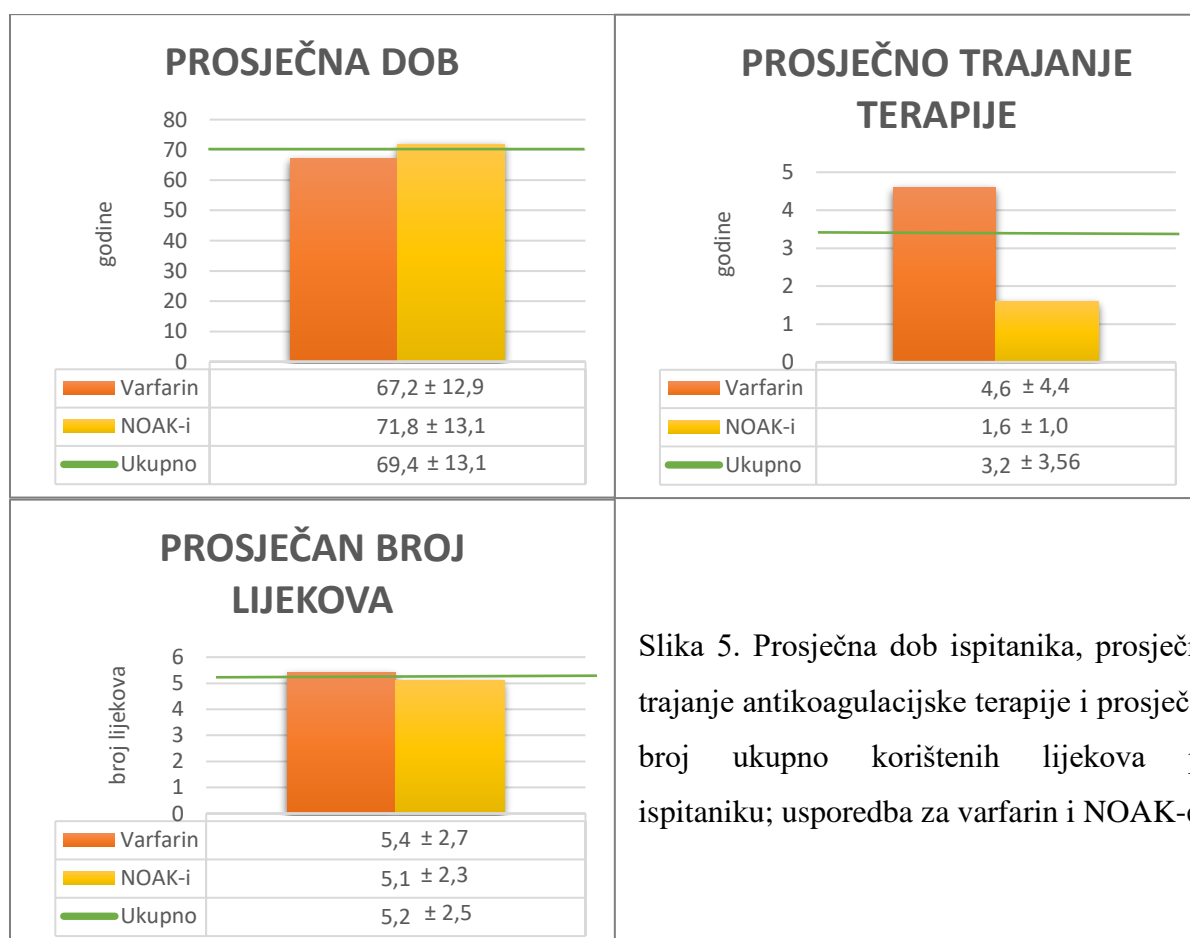 PROSJEČNA DOB
80
70
60
50
40
30
20
10
0
godine
Varfarin 67,2 ± 12,9
NOAK-i 71,8 ± 13,1
Ukupno 69,4 ± 13,1
PROSJEČNO TRAJANJE
TERAPIJE
5
4
3
2
1
0
godine
Varfarin 4,6 ± 4,4
NOAK-i 1,6 ± 1,0
Ukupno 3,2 ± 3,56
PROSJEČAN BROJ
LIJEKOVA
6
5
4
3
2
1
0
broj lijekova
Varfarin 5,4 ± 2,7
NOAK-i 5,1 ± 2,3
Ukupno 5,2 ± 2,5
Slika 5. Prosječna dob ispitanika,
trajanje antikoagulacijske terapije i
broj ukupno korištenih lijekova
ispitaniku; usporedba za varfarin i